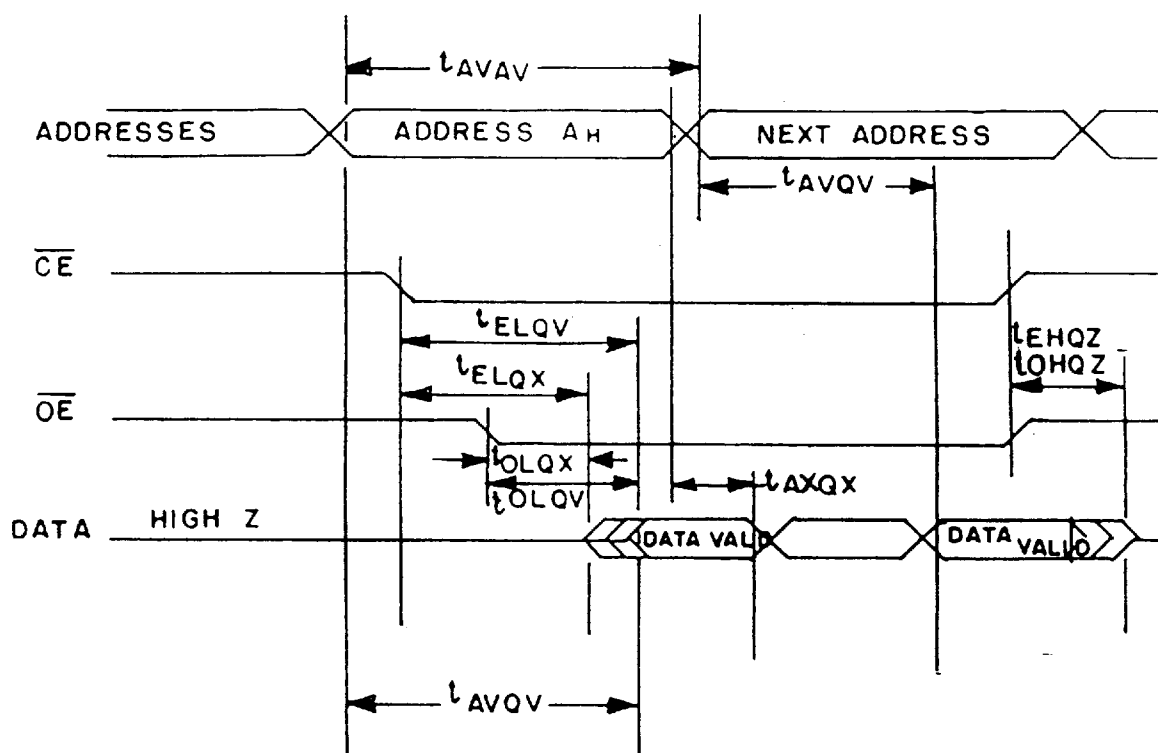 tAVAV
ADDRESSES
ADDRESS AH
NEXT ADDRESS
tAVQV
CE
tELQV
tEHQZ
tOHQZ
tELQX
OE
tOLQX
tAXQX
tOLQV
DATA
HIGH Z
DATA VALID
DATA VALID
tAVQV